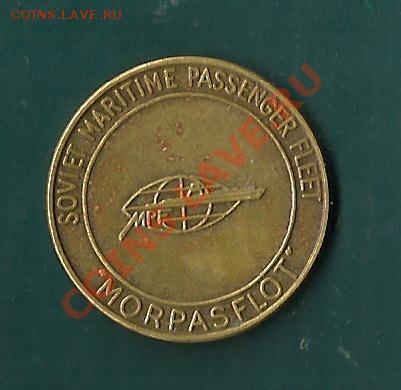 COINS.LAVE.RU
SOVIET MARITIME PASSENGER FLEET
MPF
"MORPASFLOT"
COINS.LAVE.RU